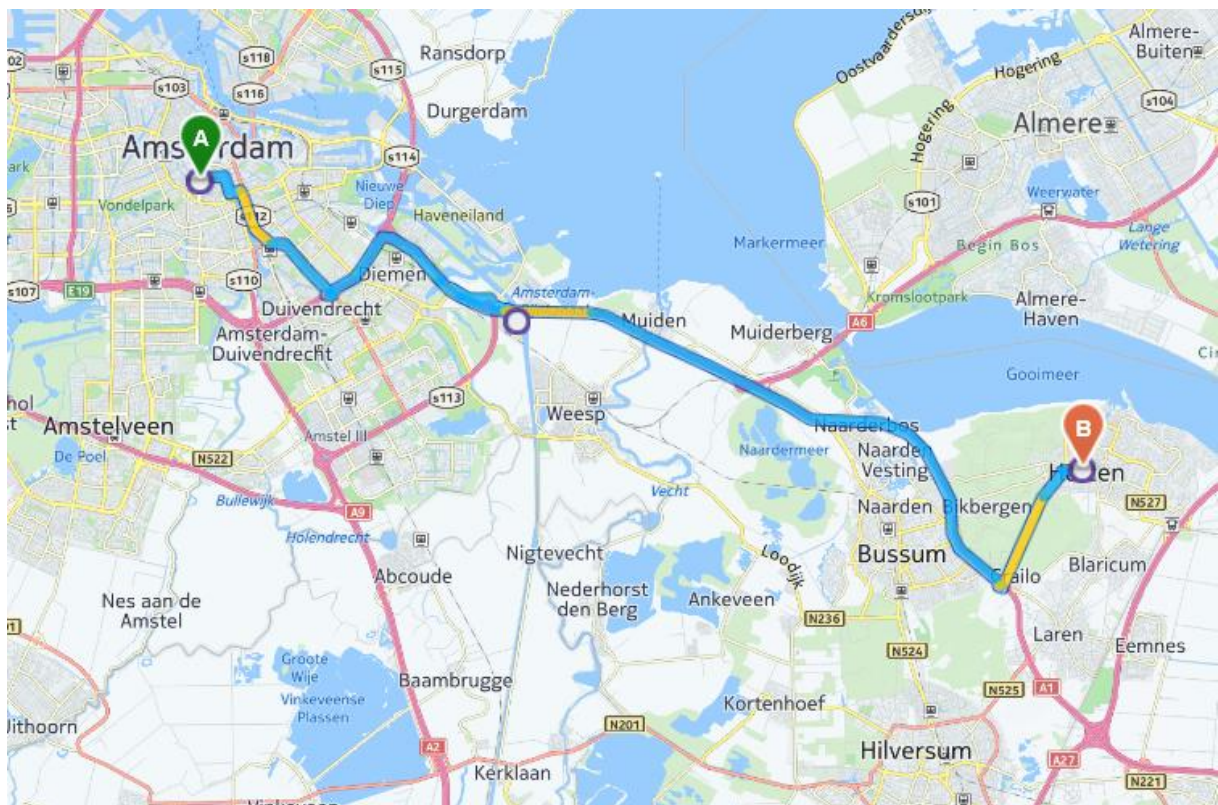 Ransdorp
Durgerdam
s118
s116
s103
s115
s114
02
A
Amsterdam
Nieuwe
Diep
Haveneiland
Vondelpark
Diemen
s110
Duivendrecht
Amsterdam-
Duivendrecht
s107
E19
Amstelveen
De Poel
N522
Amstel III
s113
Bullewijk
A9
Holendrecht
Abcoude
Nes aan de
Amstel
Groote
Wije
Vinkeveense
Plassen
Baambrugge
Uithoorn
A2
Kerklaan
N201
Weesp
Muiden
Muiderberg
Markermeer
Oostvaardersdijk
Hogering
Hogering
Almere-
Buiten
s104
Almere
Weerwater
s101
Begin Bos
Lange
Wetering
Kromslootpark
Almere-
Haven
A6
Gooimeer
Naarderbos
Naarden
Vesting
Naardermeer
Naarden
Bikbergen
B
N527
Bussum
Blaricum
Vecht
Nigtevecht
Nederhorst
den Berg
Loodijk
Ankeveen
N236
N524
Laren
Eemnes
N525
A1
Kortenhoef
Hilversum
A27
N221